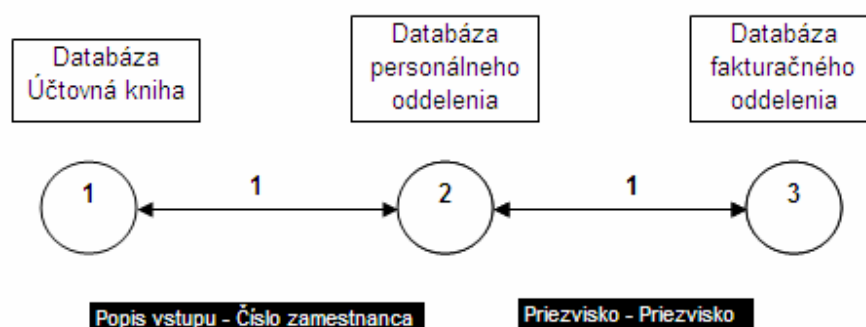 Databáza
Účtovná kniha
Databáza
personálneho
oddelenia
Databáza
fakturačného
oddelenia
1
1
2
1
3
Popis vstupu - Číslo zamestnanca
Priezvisko - Priezvisko